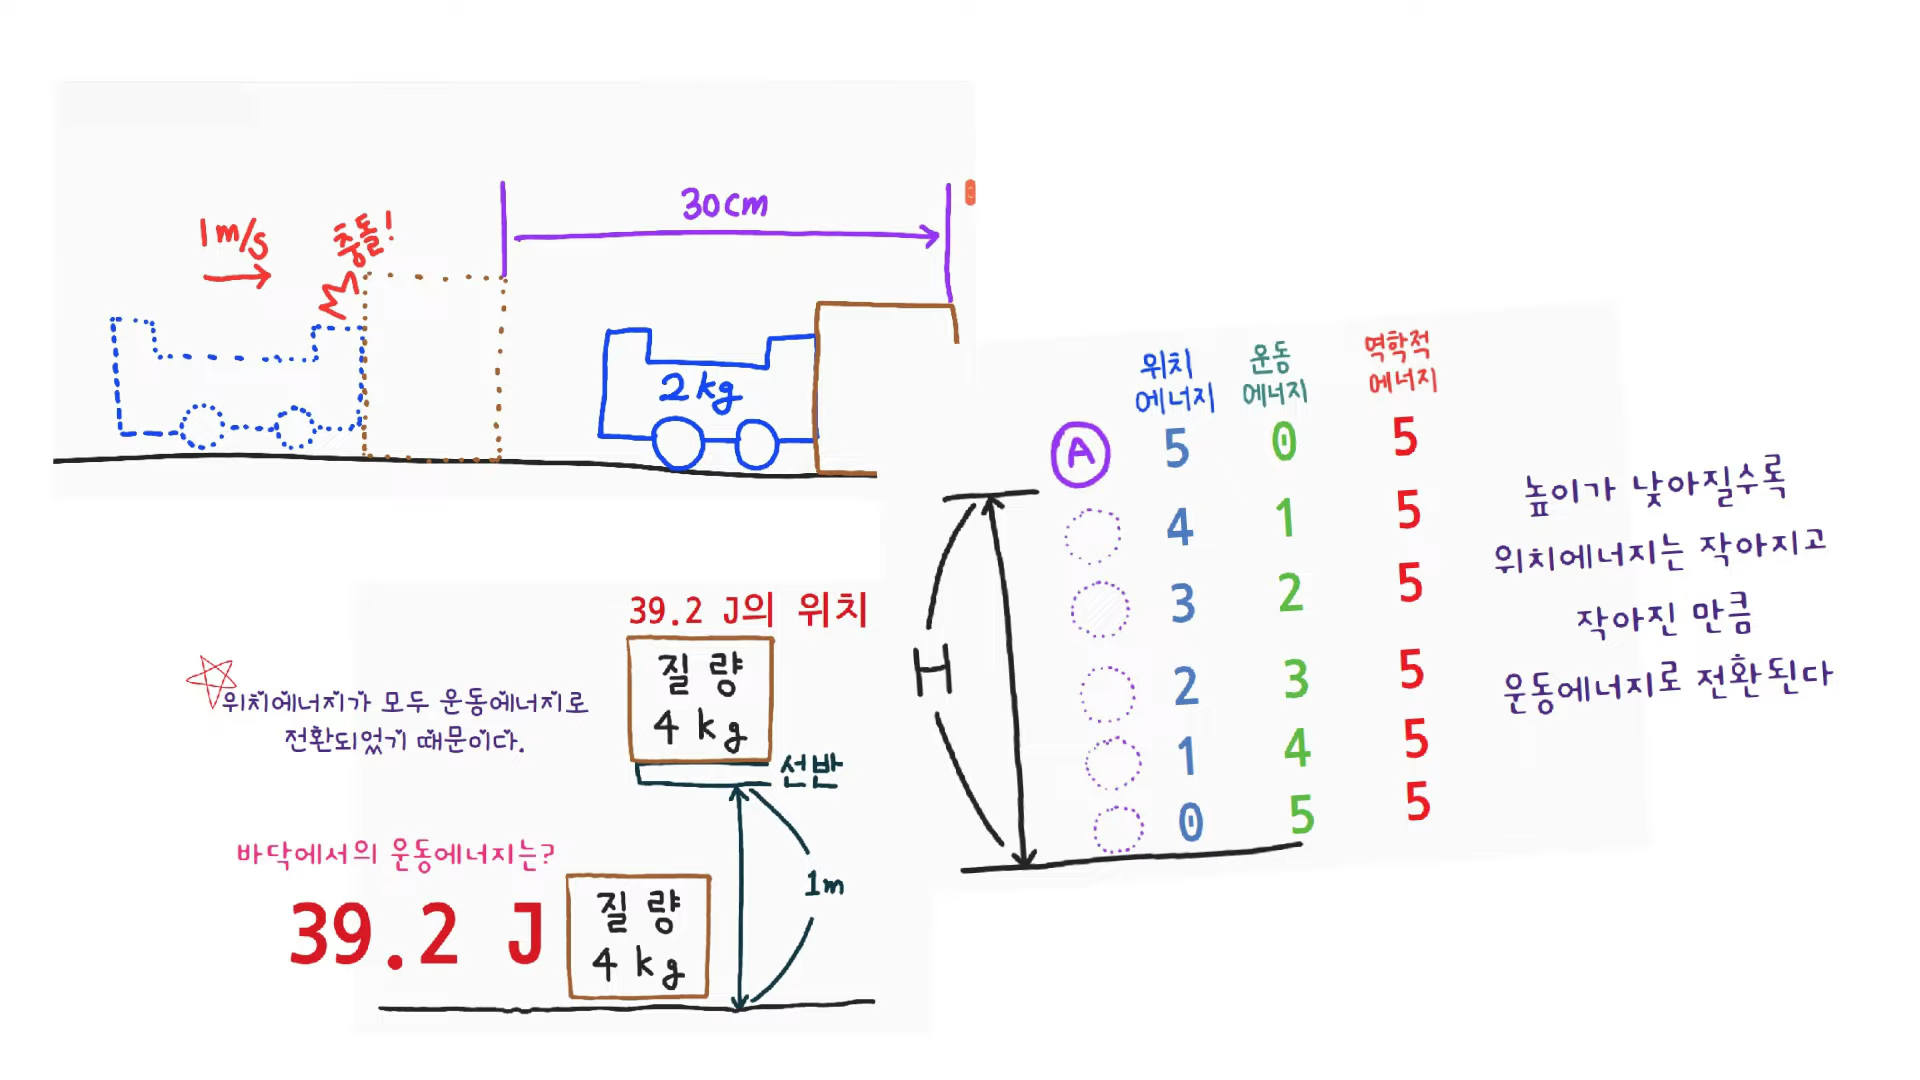 30cm
1m/s
충돌!
2kg
39.2 J의 위치
질량
4kg
선반
위치에너지가 모두 운동에너지로
전환되었기 때문이다.
바닥에서의 운동에너지는?
39.2 J
질량
4kg
1m
위치 운동 역학적
에너지 에너지 에너지
A 5 0 5
4 1 5
3 2 5
2 3 5
1 4 5
0 5 5
H
높이가 낮아질수록
위치에너지는 작아지고
작아진 만큼
운동에너지로 전환된다